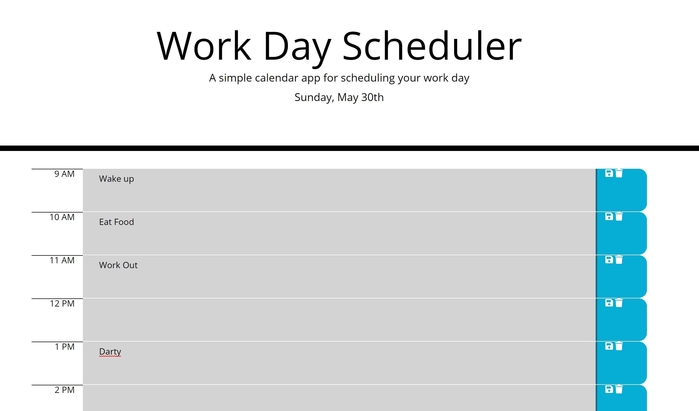 Work Day Scheduler
A simple calendar app for scheduling your work day
Sunday, May 30th
9 AM Wake up
10 AM Eat Food
11 AM Work Out
12 PM
1 PM Darty
2 PM